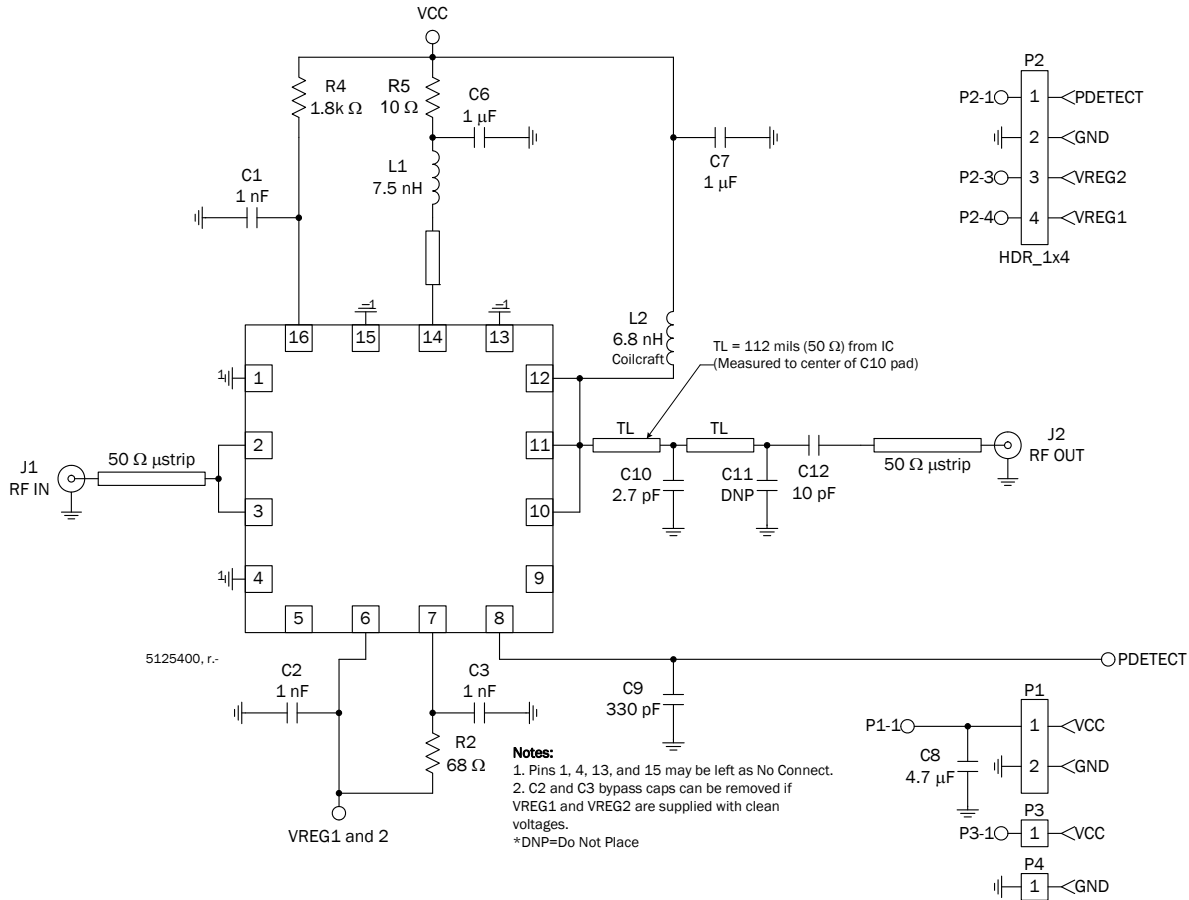 VCC
P2
R4
1.8k Ω
R5
10 Ω
C6
1 µF
P2-1
1
PDETECT
2
GND
P2-3
3
VREG2
P2-4
4
VREG1
HDR_1x4
C7
1 µF
L1
7.5 nH
C1
1 nF
L2
6.8 nH
Coilcraft
TL = 112 mils (50 Ω) from IC
(Measured to center of C10 pad)
1
1
16
15
14
13
1
1
12
2
11
3
10
1
4
9
5
6
7
8
J1
RF IN
50 Ω µstrip
TL
TL
C10
2.7 pF
C11
DNP
C12
10 pF
50 Ω µstrip
J2
RF OUT
5125400, r.-
C2
1 nF
C3
1 nF
R2
68 Ω
VREG1 and 2
C9
330 pF
PDETECT
P1
P1-1
1
VCC
C8
4.7 µF
2
GND
P3
P3-1
1
VCC
P4
1
GND
Notes:
1. Pins 1, 4, 13, and 15 may be left as No Connect.
2. C2 and C3 bypass caps can be removed if
VREG1 and VREG2 are supplied with clean
voltages.
*DNP=Do Not Place